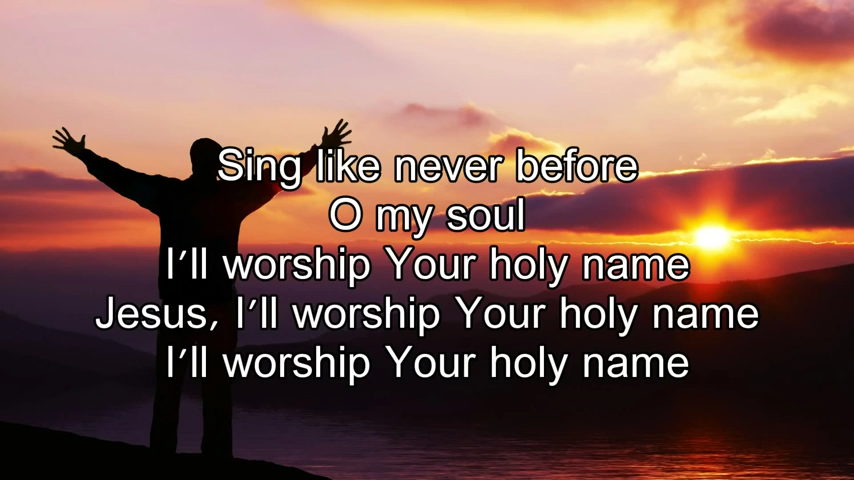 Sing like never before
O my soul
I'll worship Your holy name
Jesus, I'll worship Your holy name
I'll worship Your holy name